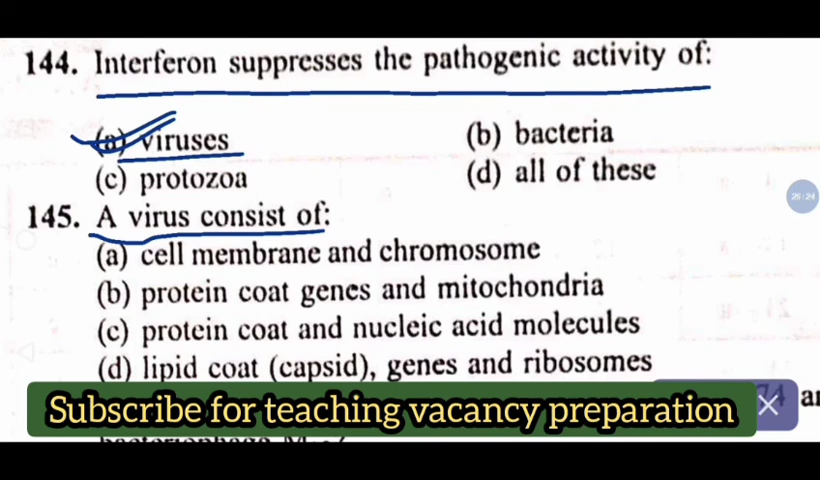 144. Interferon suppresses the pathogenic activity of:
(a) viruses (b) bacteria
(c) protozoa (d) all of these
25:24
145. A virus consist of:
(a) cell membrane and chromosome
(b) protein coat genes and mitochondria
(c) protein coat and nucleic acid molecules
(d) lipid coat (capsid), genes and ribosomes
Subscribe for teaching vacancy preparation